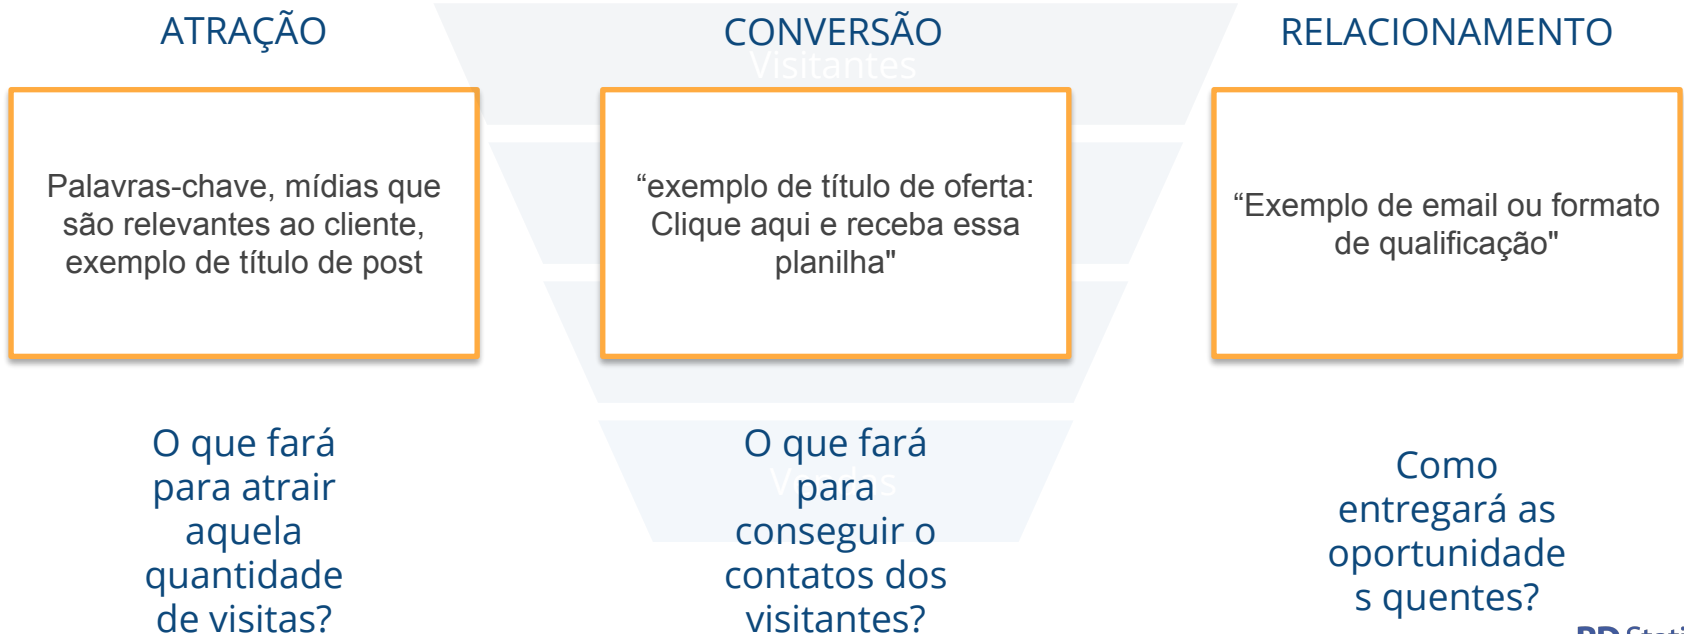 ATRAÇÃO
CONVERSÃO
RELACIONAMENTO
Visitantes
Palavras-chave, mídias que
são relevantes ao cliente,
exemplo de título de post
“exemplo de título de oferta:
Clique aqui e receba essa
planilha"
“Exemplo de email ou formato
de qualificação"
O que fará
para atrair
aquela
quantidade
de visitas?
Vendas
O que fará
para
conseguir o
contatos dos
visitantes?
Como
entregará as
oportunidade
s quentes?